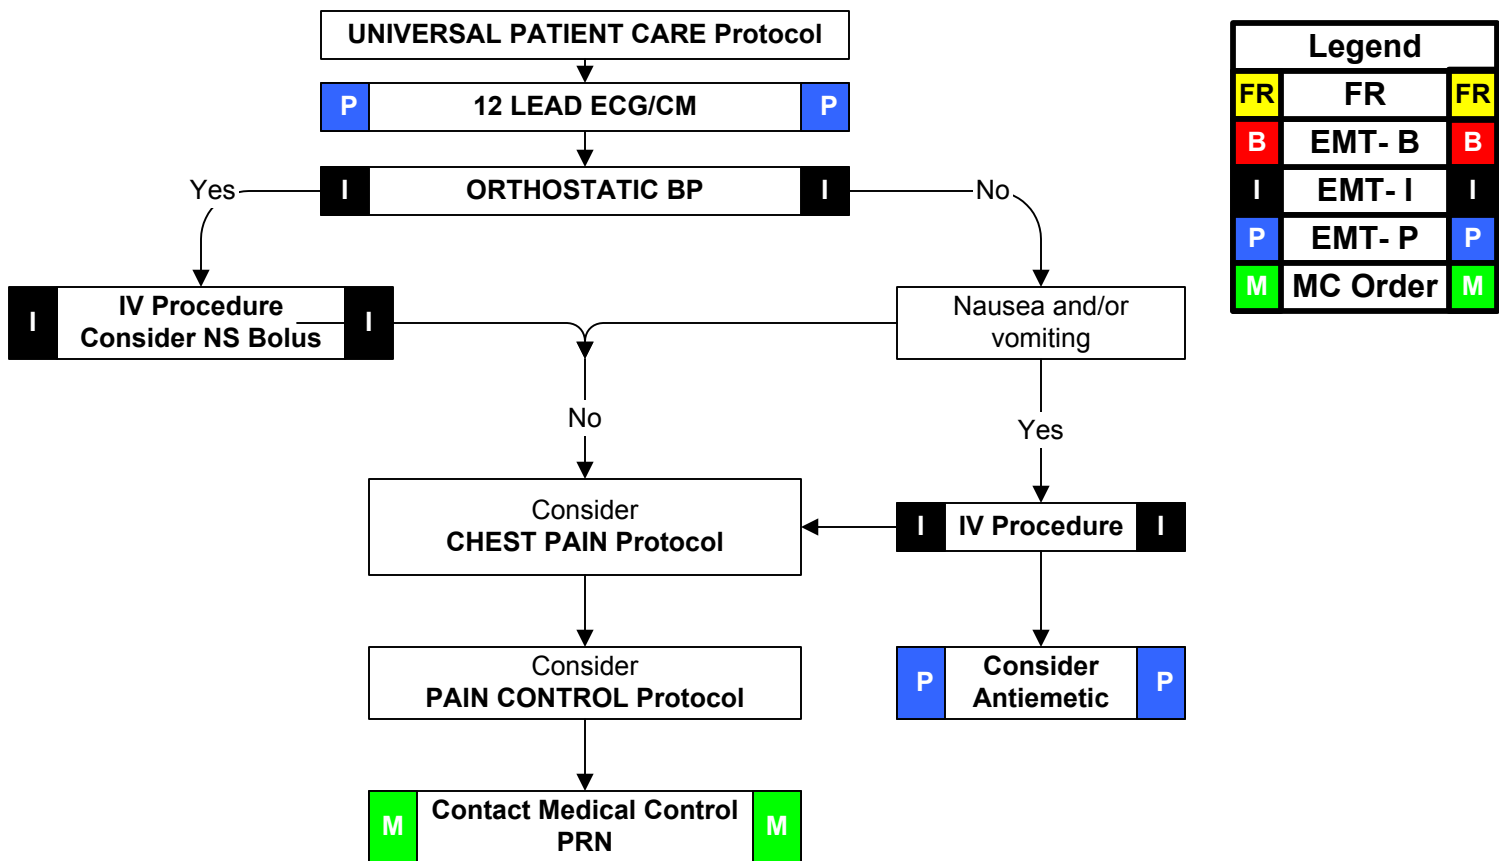 UNIVERSAL PATIENT CARE Protocol
P 12 LEAD ECG/CM P
Yes I ORTHOSTATIC BP I No
I IV Procedure I
Consider NS Bolus
Nausea and/or
vomiting
No
Yes
Consider
CHEST PAIN Protocol
I IV Procedure I
Consider
PAIN CONTROL Protocol
P Consider P
Antiemetic
M Contact Medical Control M
PRN
Legend
FR FR FR
B EMT- B B
I EMT- I I
P EMT- P P
M MC Order M